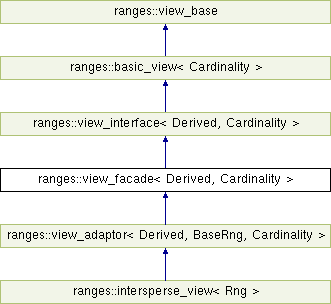 ranges::view_base
ranges::basic_view< Cardinality >
ranges::view_interface< Derived, Cardinality >
ranges::view_facade< Derived, Cardinality >
ranges::view_adaptor< Derived, BaseRng, Cardinality >
ranges::intersperse_view< Rng >